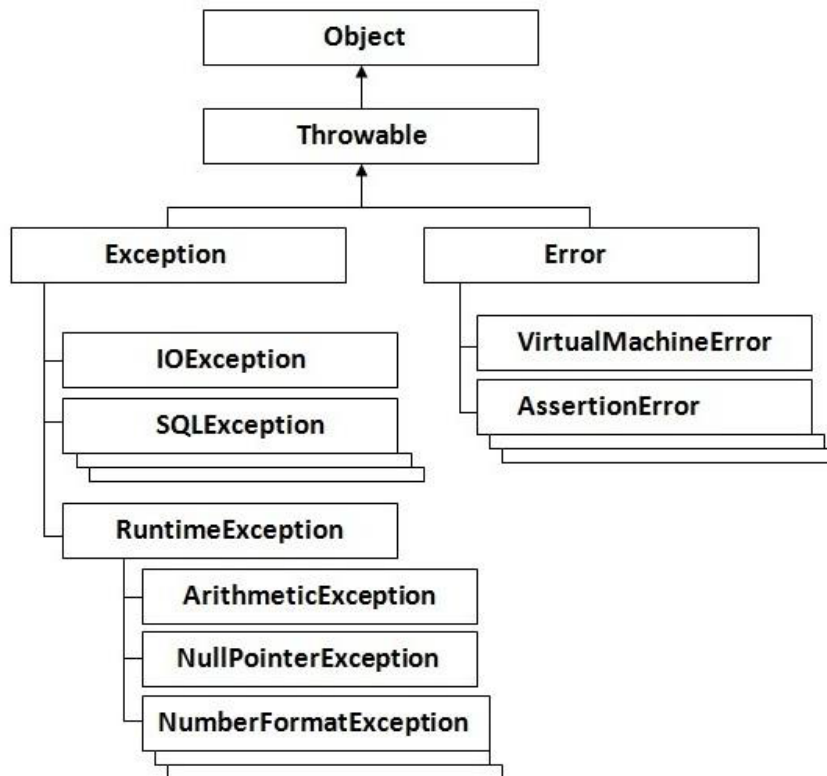 Object
Throwable
Exception
Error
IOException
SQLException
RuntimeException
ArithmeticException
NullPointerException
NumberFormatException
VirtualMachineError
AssertionError